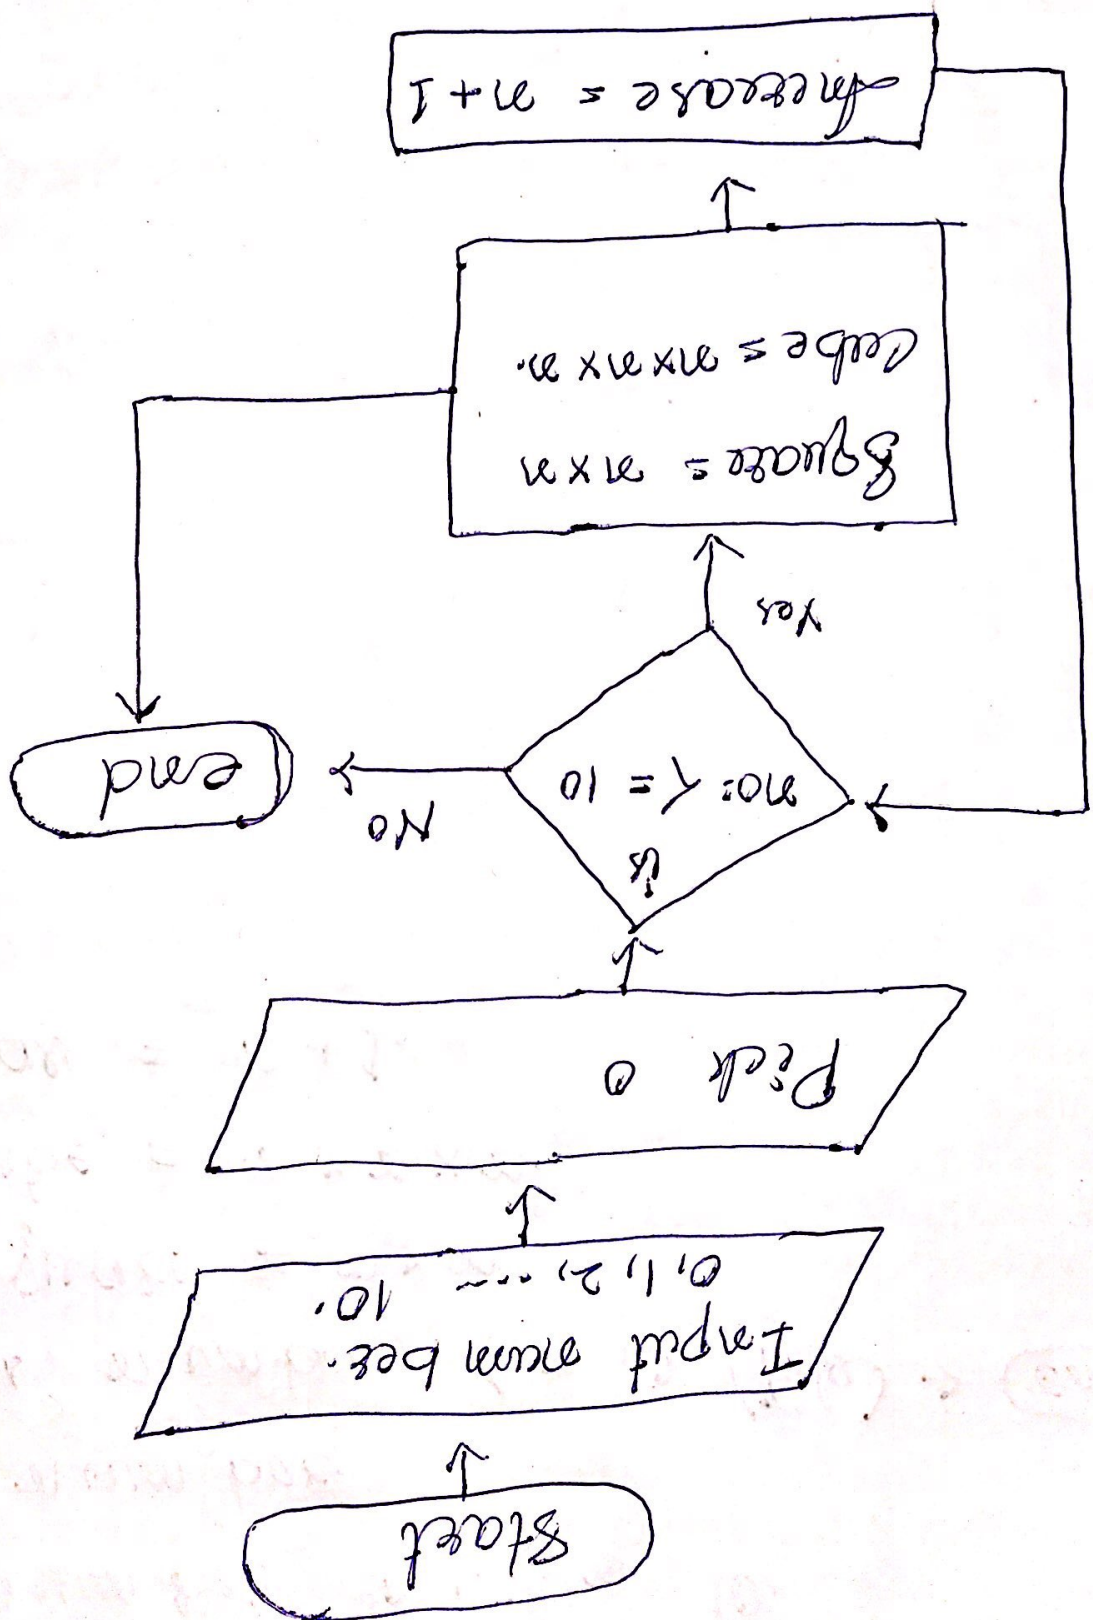 Start
Input number.
0, 1, 2, ... 10.
Pick 0
is
no: λ = 10
No
end
Yes
Square = n x n
Cube = n x n x n.
Increase = n + 1